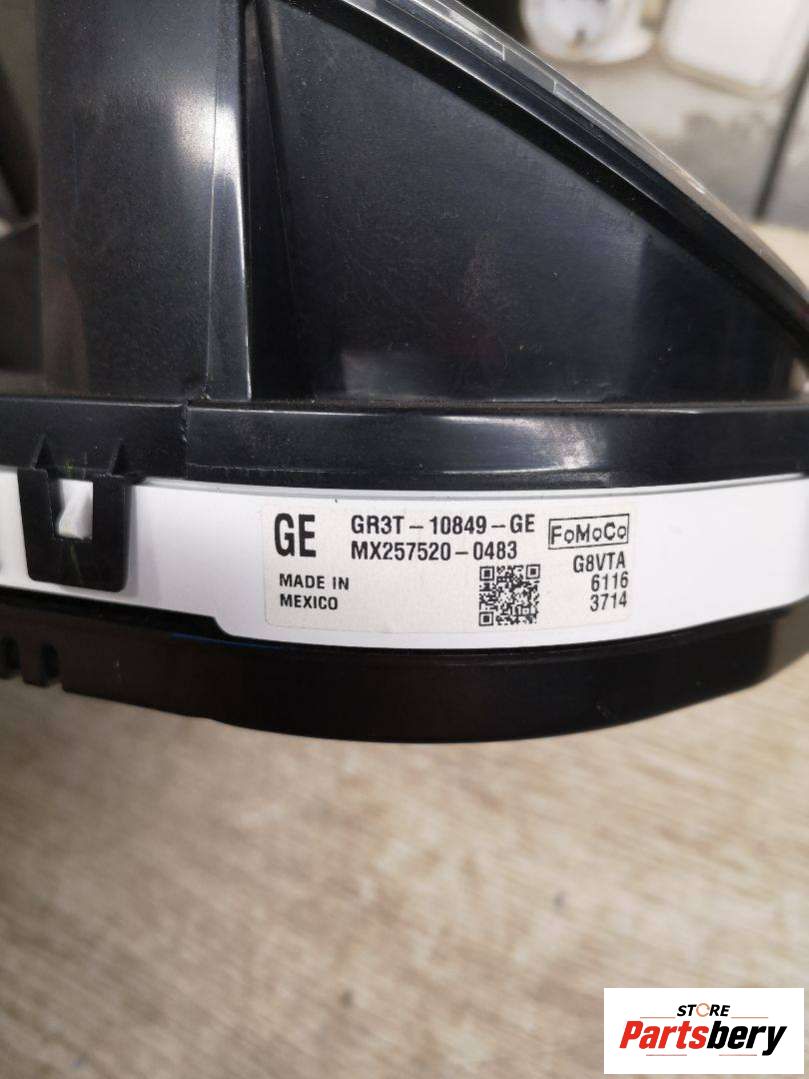 GE GR3T-10849-GE FoMoCo
MX257520-0483
G8VTA
MADE IN 6116
MEXICO 3714
STORE
Partsbery